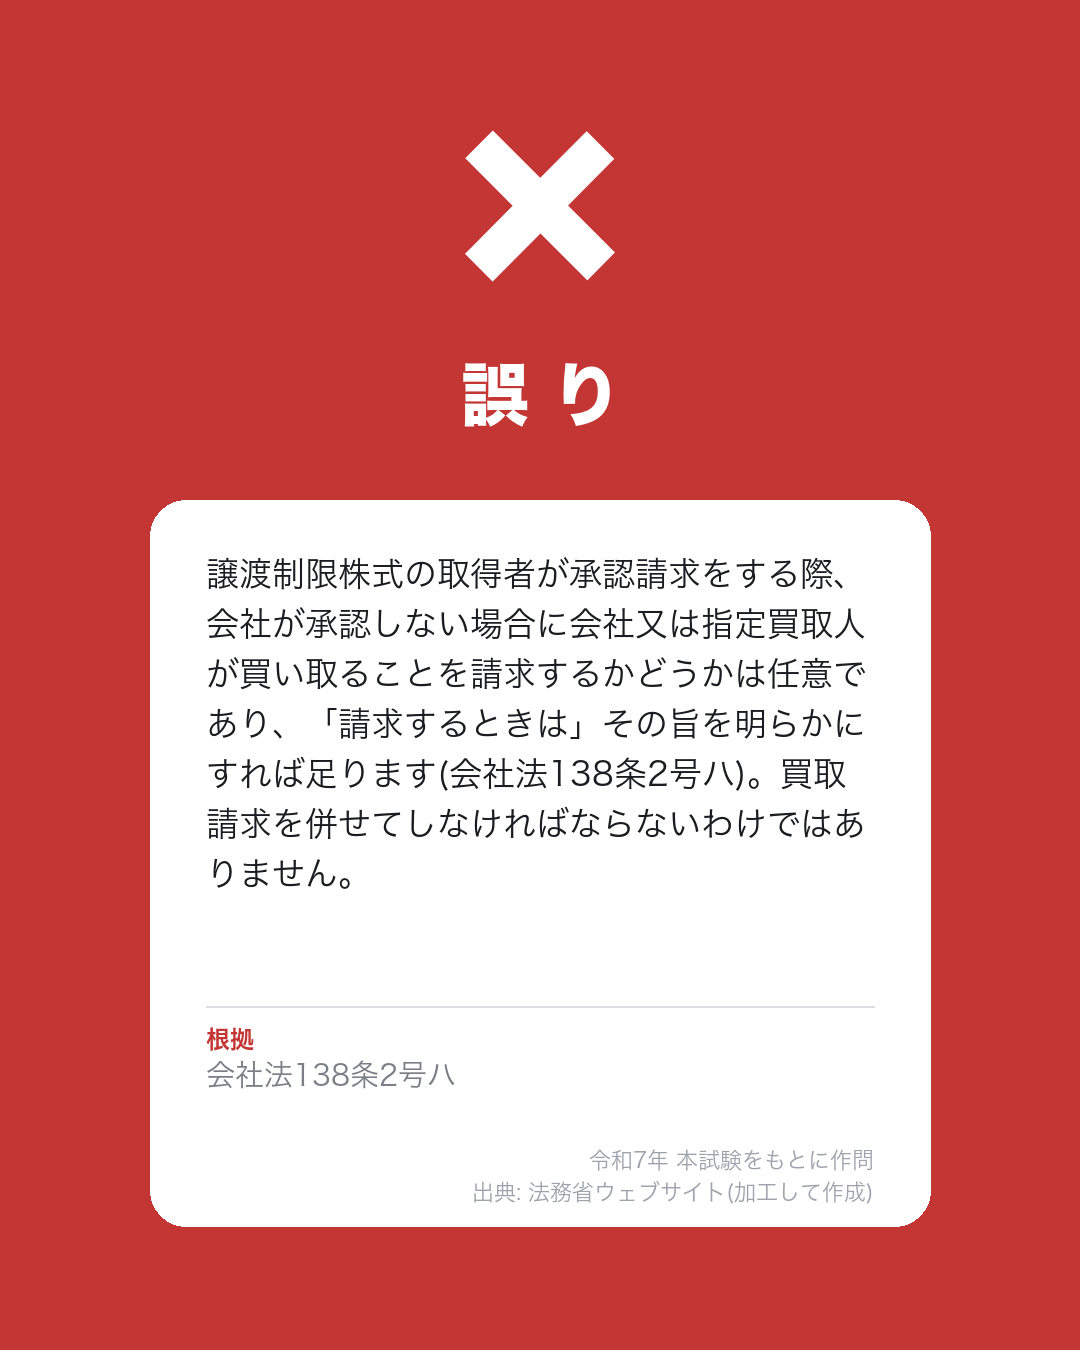 誤り
譲渡制限株式の取得者が承認請求をする際、
会社が承認しない場合に会社又は指定買取人
が買い取ることを請求するかどうかは任意で
あり、「請求するときは」その旨を明らかに
すれば足ります(会社法138条2号ハ)。買取
請求を併せてしなければならないわけではあ
りません。
根拠
会社法138条2号ハ
令和7年 本試験をもとに作問
出典: 法務省ウェブサイト(加工して作成)